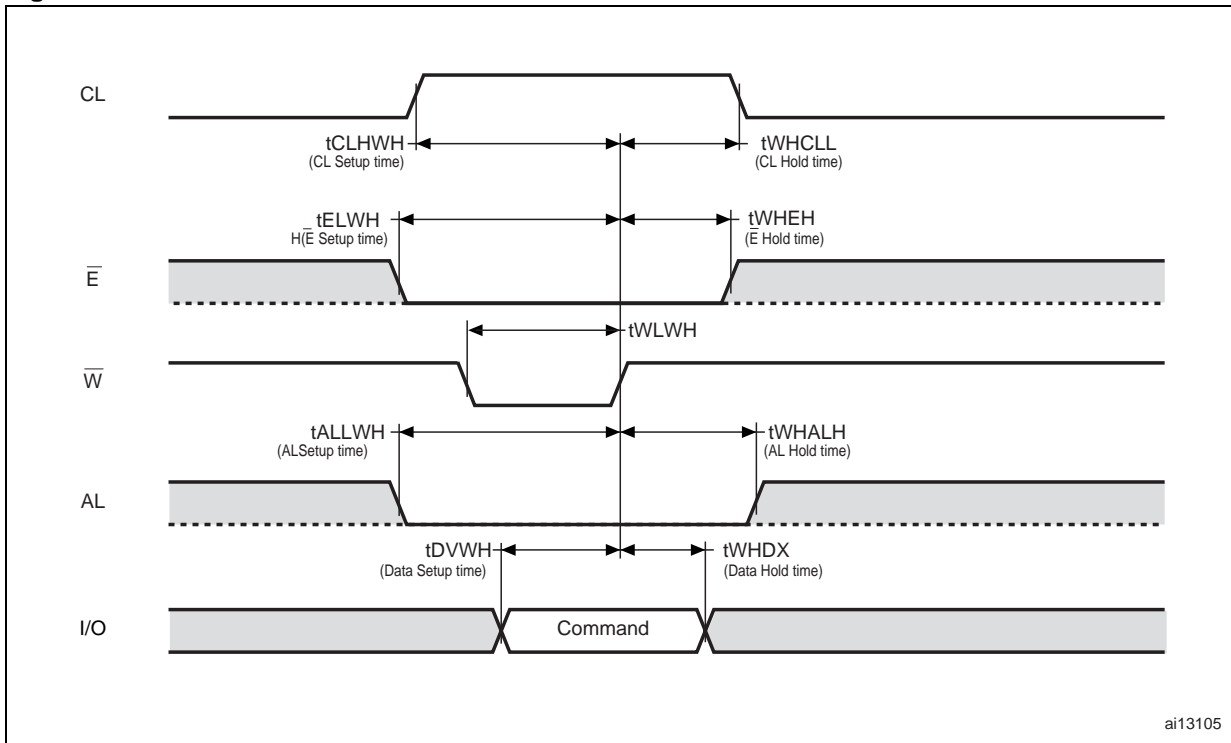 CL
tCLHWH
(CL Setup time)
tWHCLL
(CL Hold time)
tELWH
H(E̅ Setup time)
tWHEH
(E̅ Hold time)
E̅
tWLWH
W̅
tALLWH
(ALSetup time)
tWHALH
(AL Hold time)
AL
tDVWH
(Data Setup time)
tWHDX
(Data Hold time)
I/O
Command
ai13105